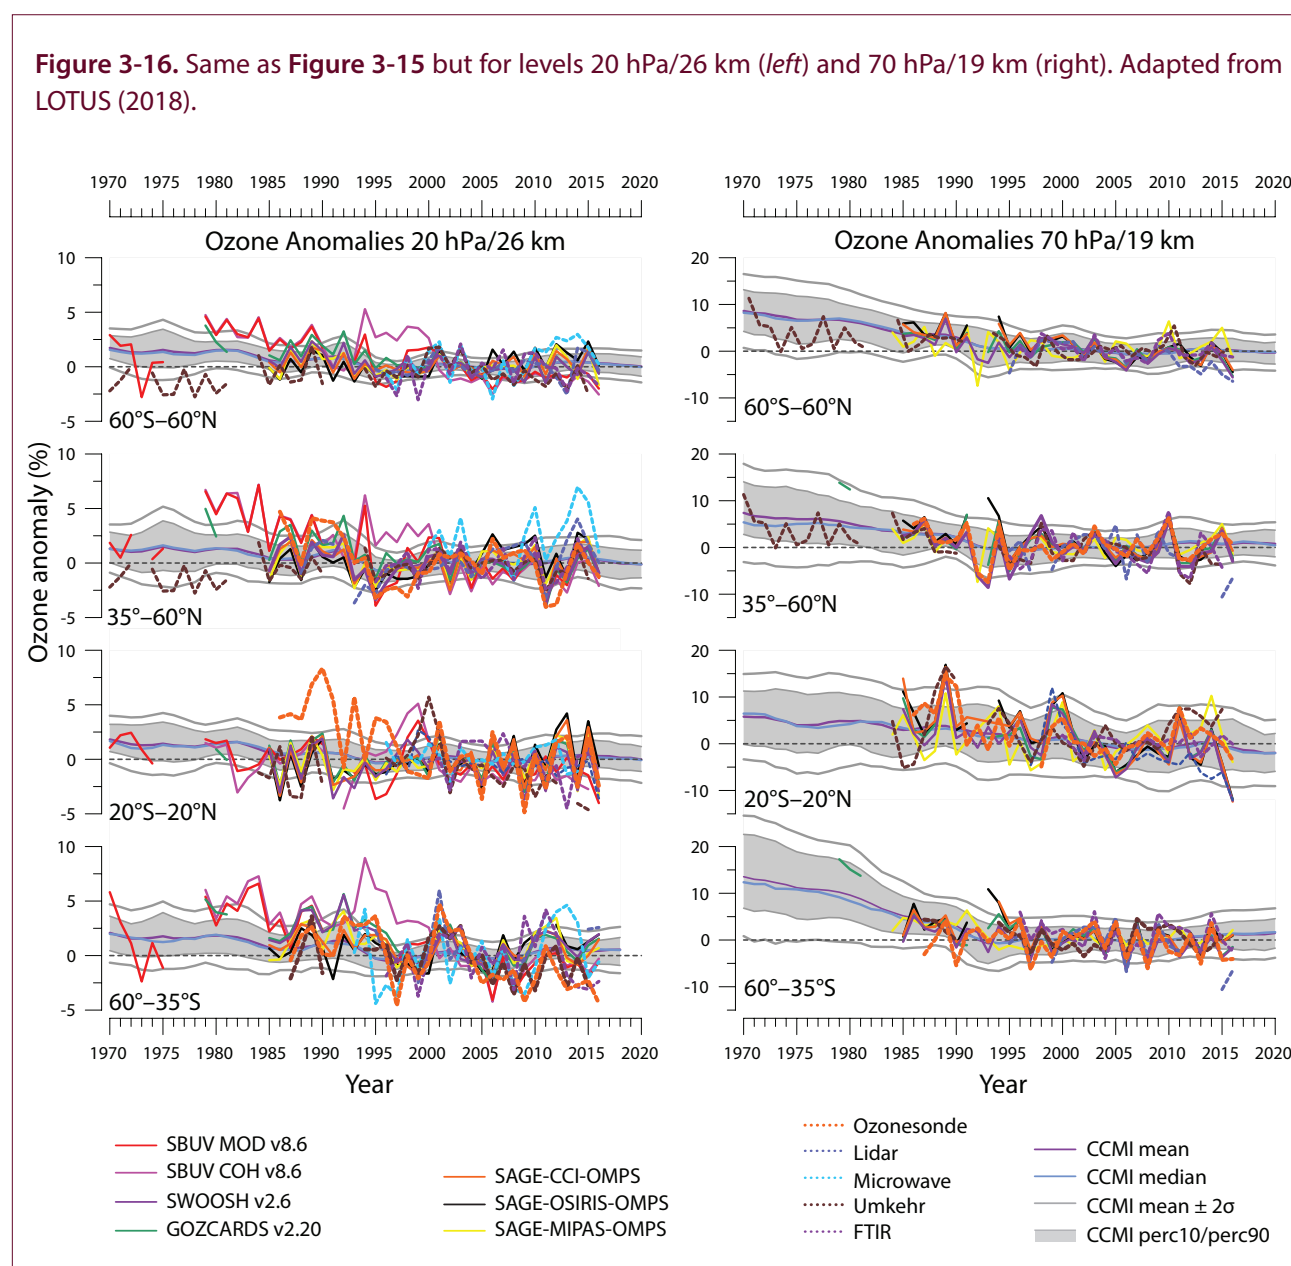 Figure 3-16. Same as Figure 3-15 but for levels 20 hPa/26 km (left) and 70 hPa/19 km (right). Adapted from
LOTUS (2018).
1970 1975 1980 1985 1990 1995 2000 2005 2010 2015 2020
1970 1975 1980 1985 1990 1995 2000 2005 2010 2015 2020
Ozone Anomalies 20 hPa/26 km
Ozone Anomalies 70 hPa/19 km
Ozone anomaly (%)
10
5
0
-5
60°S–60°N
20
10
0
-10
60°S–60°N
10
5
0
-5
35°–60°N
20
10
0
-10
35°–60°N
10
5
0
-5
20°S–20°N
20
10
0
-10
20°S–20°N
10
5
0
-5
60°–35°S
20
10
0
-10
60°–35°S
1970 1975 1980 1985 1990 1995 2000 2005 2010 2015 2020
1970 1975 1980 1985 1990 1995 2000 2005 2010 2015 2020
Year
Year
SBUV MOD v8.6
SBUV COH v8.6
SWOOSH v2.6
GOZCARDS v2.20
SAGE-CCI-OMPS
SAGE-OSIRIS-OMPS
SAGE-MIPAS-OMPS
Ozonesonde
Lidar
Microwave
Umkehr
FTIR
CCMI mean
CCMI median
CCMI mean ± 2σ
CCMI perc10/perc90